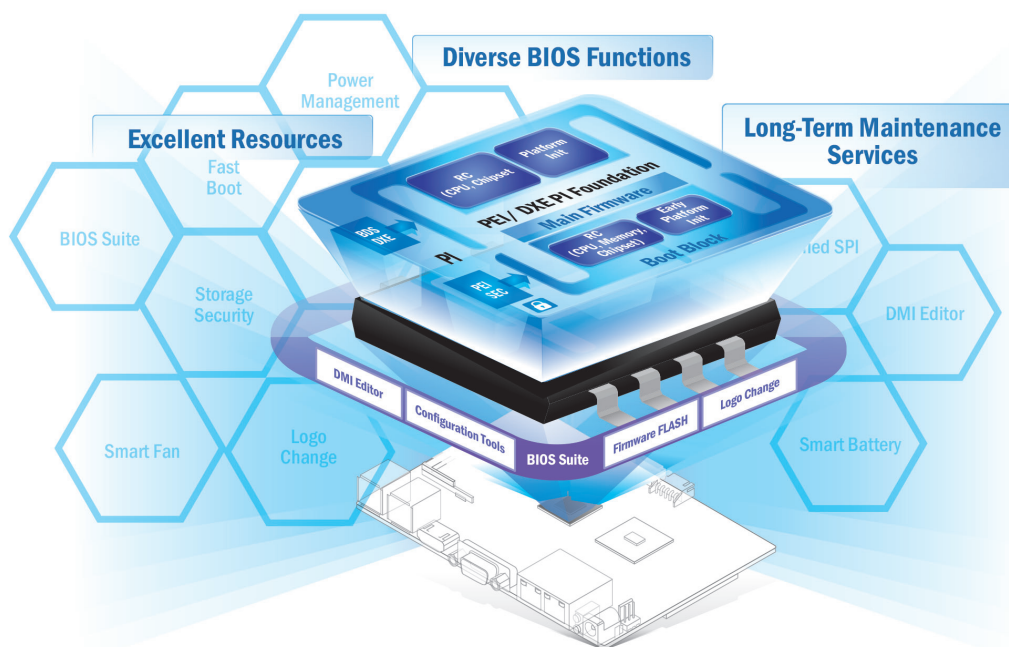 Diverse BIOS Functions
Excellent Resources
Long-Term Maintenance
Services
Power
Management
Fast
Boot
BIOS Suite
Storage
Security
Smart Fan
Logo
Change
SPI
DMI Editor
Smart Battery
RC
(CPU, Chipset
Platform
Init
PEI/ DXE PI Foundation
Main Firmware
BDS
DXE
PI
RC
(CPU, Memory,
Chipset)
Early
Platform
Init
Boot Block
PEI
SEC
DMI Editor
Configuration Tools
BIOS Suite
Firmware FLASH
Logo Change